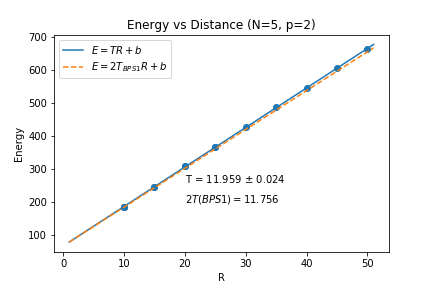 Energy vs Distance (N=5, p=2)
E = TR + b
E = 2T_{BPS1}R + b
700
600
500
400
300
200
100
Energy
T = 11.959 ± 0.024
2T(BPS1) = 11.756
0
10
20
30
40
50
R